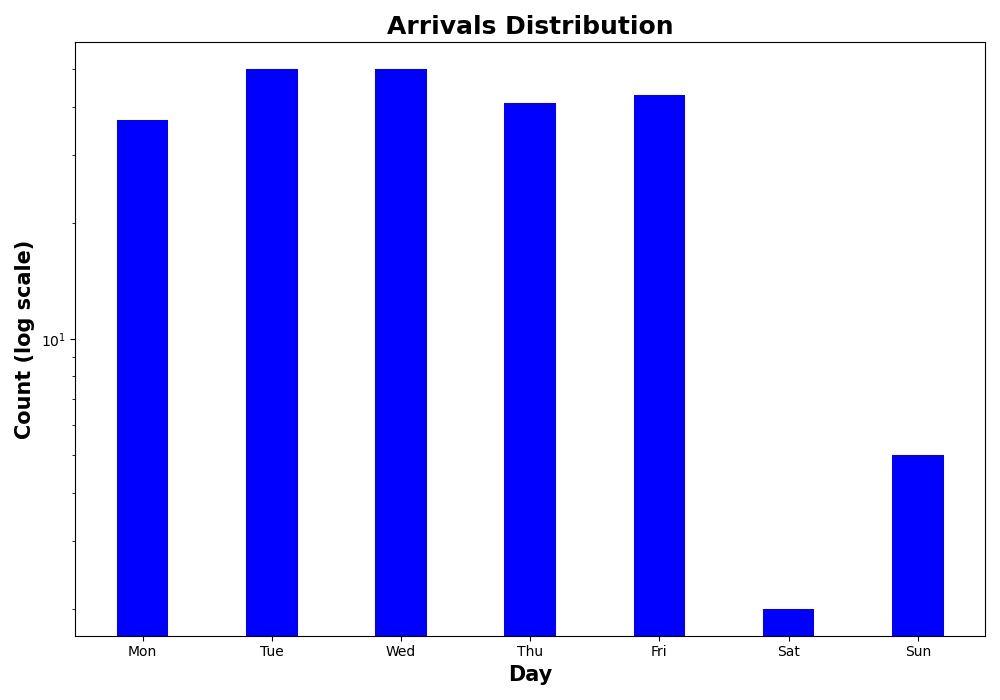 Arrivals Distribution
Count (log scale)
10¹
Mon Tue Wed Thu Fri Sat Sun
Day